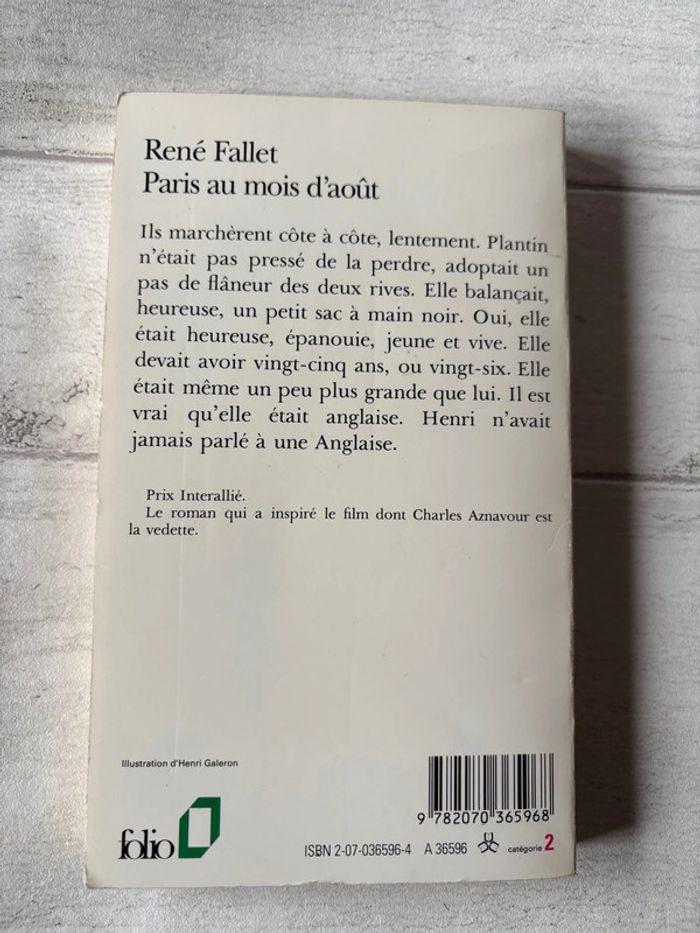 René Fallet
Paris au mois d'août
Ils marchèrent côte à côte, lentement. Plantin
n'était pas pressé de la perdre, adoptait un
pas de flâneur des deux rives. Elle balançait,
heureuse, un petit sac à main noir. Oui, elle
était heureuse, épanouie, jeune et vive. Elle
devait avoir vingt-cinq ans, ou vingt-six. Elle
était même un peu plus grande que lui. Il est
vrai qu'elle était anglaise. Henri n'avait
jamais parlé à une Anglaise.
Prix Interallié.
Le roman qui a inspiré le film dont Charles Aznavour est
la vedette.
Illustration d'Henri Galeron
folio
9 782070 365968
ISBN 2-07-036596-4 A 36596 catégorie 2